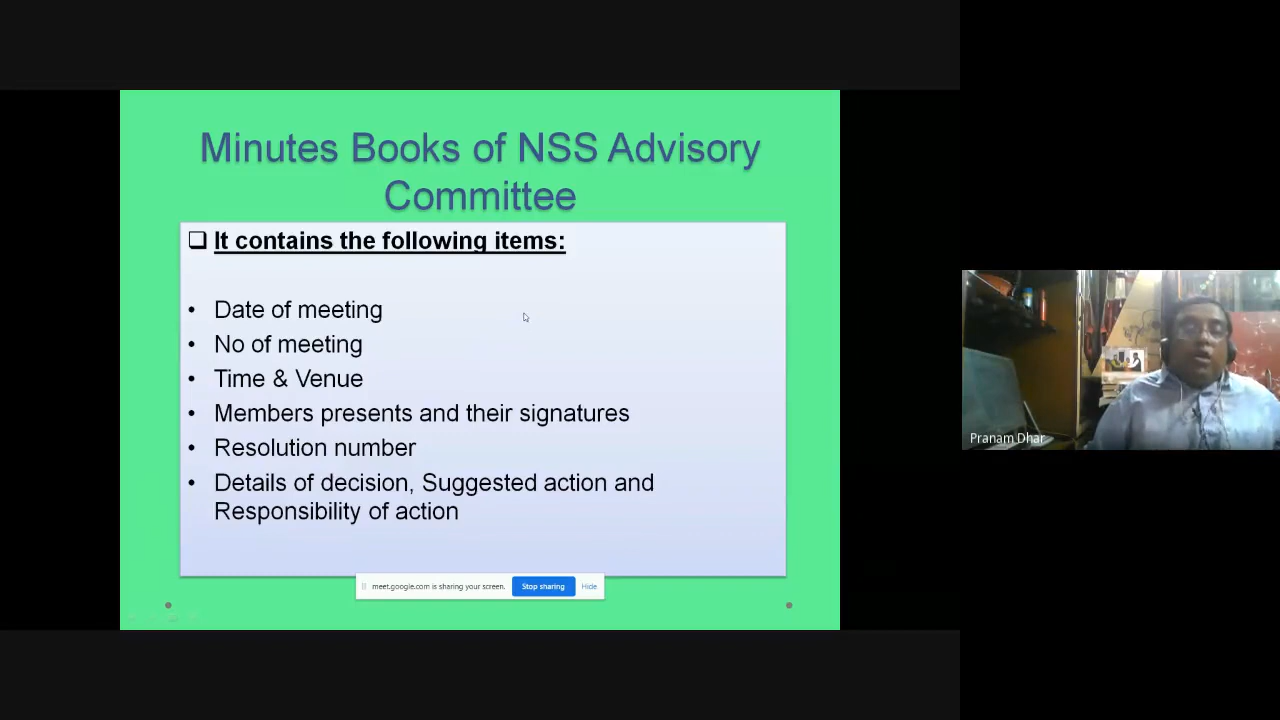 Minutes Books of NSS Advisory
Committee
❑ It contains the following items:
• Date of meeting
• No of meeting
• Time & Venue
• Members presents and their signatures
• Resolution number
• Details of decision, Suggested action and
Responsibility of action
meet.google.com is sharing your screen. Stop sharing Hide
Pranam Dhar